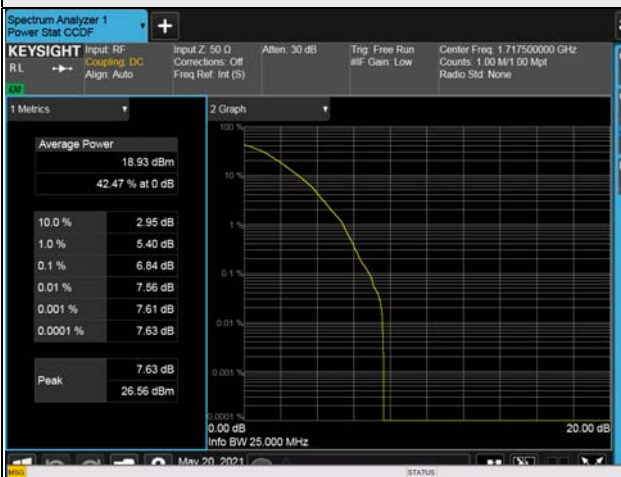 Spectrum Analyzer 1
Power Stat CCDF
KEYSIGHT
RL
Input: RF
Coupling: DC
Align: Auto
Input Z: 50 Ω
Corrections: Off
Freq Ref: Int (S)
Atten: 30 dB
Trig: Free Run
#IF Gain: Low
Center Freq: 1.717500000 GHz
Counts: 1.00 M/1.00 Mpt
Radio Std: None
1 Metrics
Average Power
18.93 dBm
42.47 % at 0 dB
10.0 % 2.95 dB
1.0 % 5.40 dB
0.1 % 6.84 dB
0.01 % 7.56 dB
0.001 % 7.61 dB
0.0001 % 7.63 dB
Peak
7.63 dB
26.56 dBm
2 Graph
100 %
10 %
1 %
0.1 %
0.01 %
0.001 %
0.0001 %
0.00 dB
20.00 dB
Info BW 25.000 MHz
May 20, 2021
MSG
STATUS